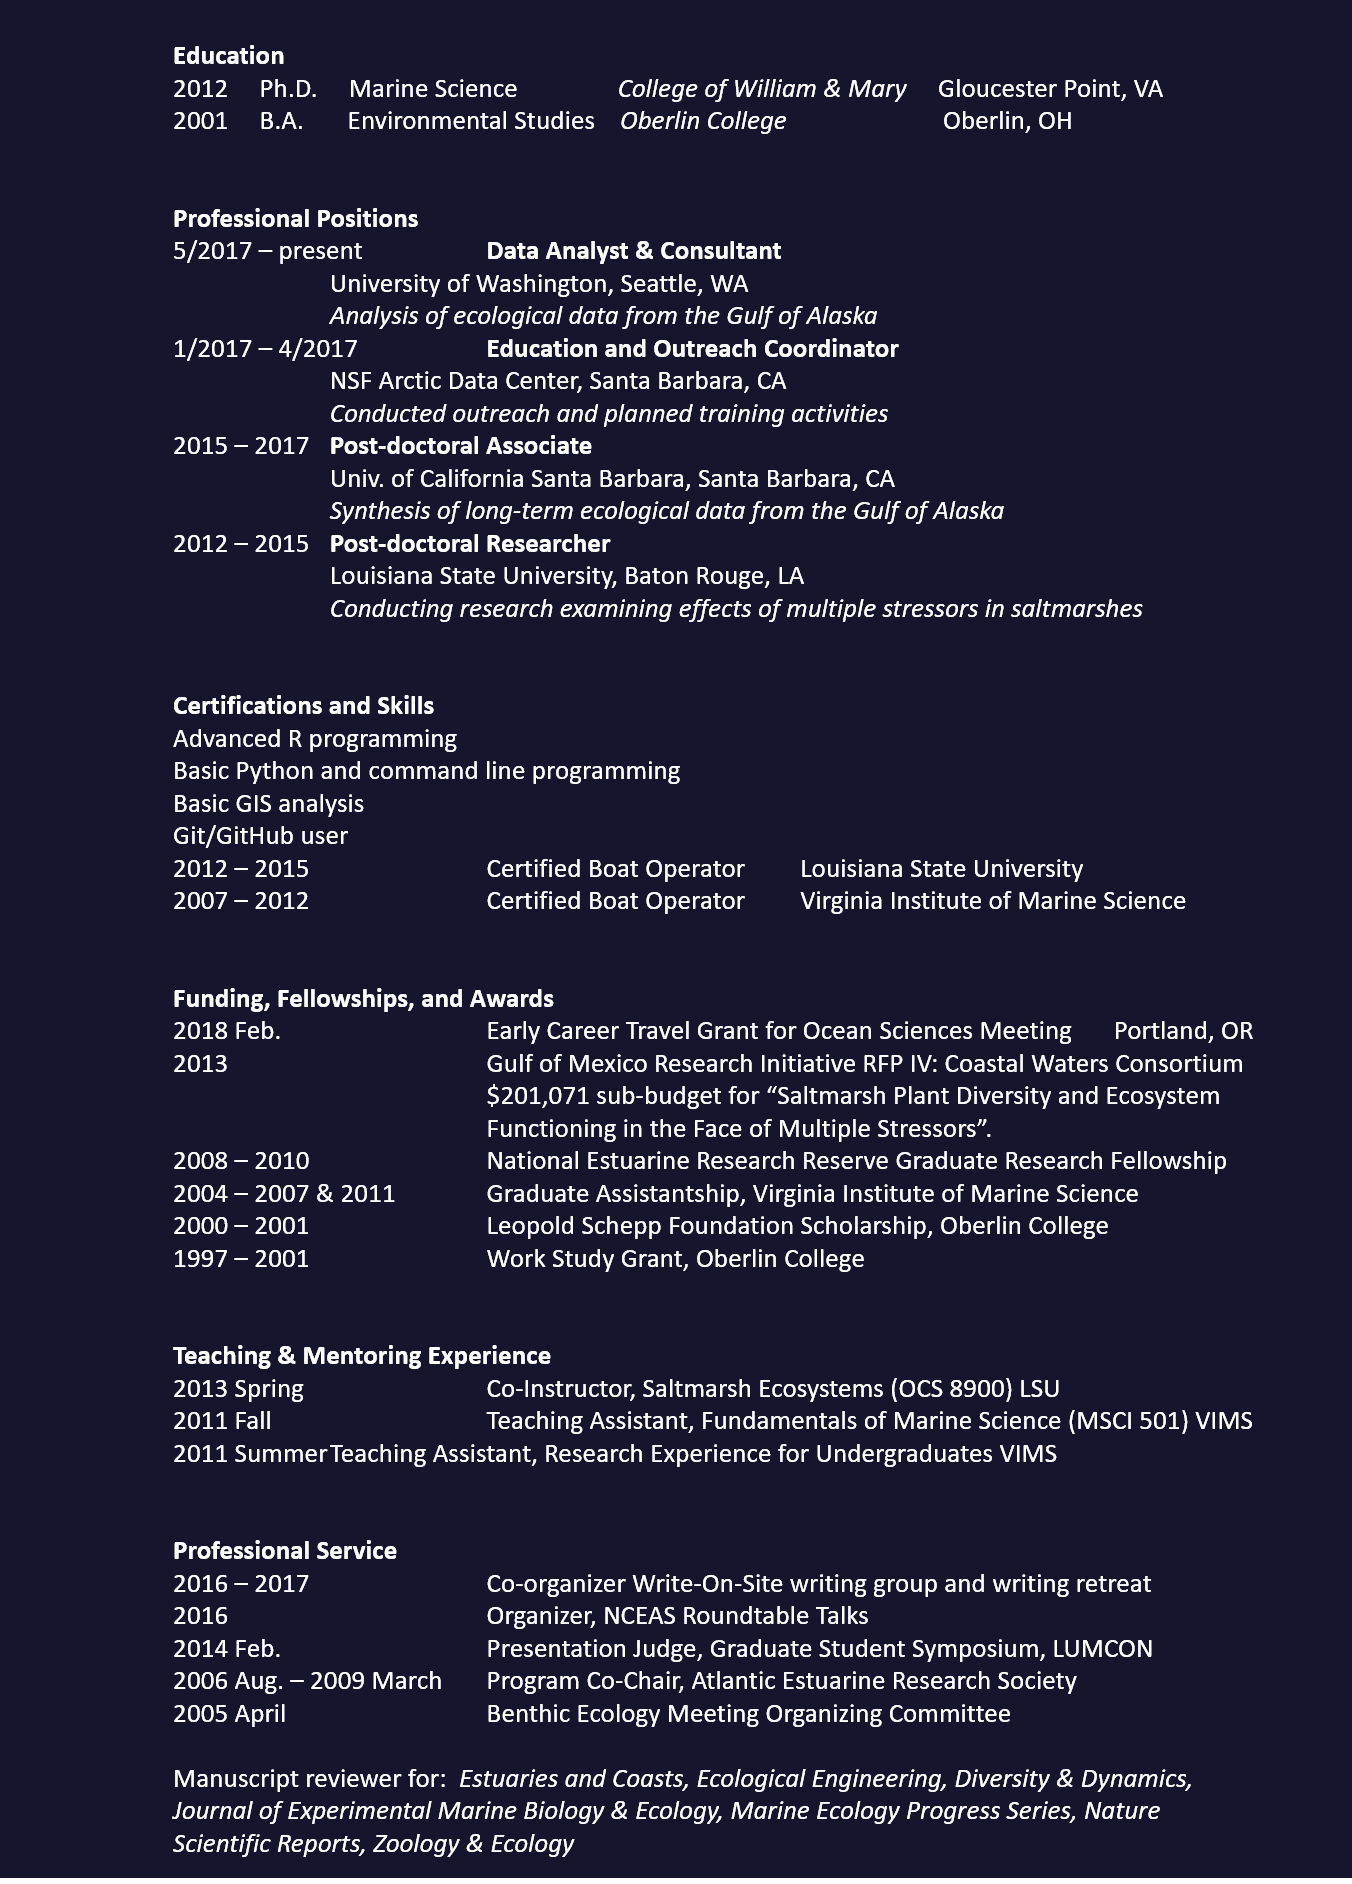 Education
2012 Ph.D. Marine Science College of William & Mary Gloucester Point, VA
2001 B.A. Environmental Studies Oberlin College Oberlin, OH
Professional Positions
5/2017 – present Data Analyst & Consultant
University of Washington, Seattle, WA
Analysis of ecological data from the Gulf of Alaska
1/2017 – 4/2017 Education and Outreach Coordinator
NSF Arctic Data Center, Santa Barbara, CA
Conducted outreach and planned training activities
2015 – 2017 Post-doctoral Associate
Univ. of California Santa Barbara, Santa Barbara, CA
Synthesis of long-term ecological data from the Gulf of Alaska
2012 – 2015 Post-doctoral Researcher
Louisiana State University, Baton Rouge, LA
Conducting research examining effects of multiple stressors in saltmarshes
Certifications and Skills
Advanced R programming
Basic Python and command line programming
Basic GIS analysis
Git/GitHub user
2012 – 2015 Certified Boat Operator Louisiana State University
2007 – 2012 Certified Boat Operator Virginia Institute of Marine Science
Funding, Fellowships, and Awards
2018 Feb. Early Career Travel Grant for Ocean Sciences Meeting Portland, OR
2013 Gulf of Mexico Research Initiative RFP IV: Coastal Waters Consortium
$201,071 sub-budget for “Saltmarsh Plant Diversity and Ecosystem
Functioning in the Face of Multiple Stressors”.
2008 – 2010 National Estuarine Research Reserve Graduate Research Fellowship
2004 – 2007 & 2011 Graduate Assistantship, Virginia Institute of Marine Science
2000 – 2001 Leopold Schepp Foundation Scholarship, Oberlin College
1997 – 2001 Work Study Grant, Oberlin College
Teaching & Mentoring Experience
2013 Spring Co-Instructor, Saltmarsh Ecosystems (OCS 8900) LSU
2011 Fall Teaching Assistant, Fundamentals of Marine Science (MSCI 501) VIMS
2011 Summer Teaching Assistant, Research Experience for Undergraduates VIMS
Professional Service
2016 – 2017 Co-organizer Write-On-Site writing group and writing retreat
2016 Organizer, NCEAS Roundtable Talks
2014 Feb. Presentation Judge, Graduate Student Symposium, LUMCON
2006 Aug. – 2009 March Program Co-Chair, Atlantic Estuarine Research Society
2005 April Benthic Ecology Meeting Organizing Committee
Manuscript reviewer for: Estuaries and Coasts, Ecological Engineering, Diversity & Dynamics,
Journal of Experimental Marine Biology & Ecology, Marine Ecology Progress Series, Nature
Scientific Reports, Zoology & Ecology